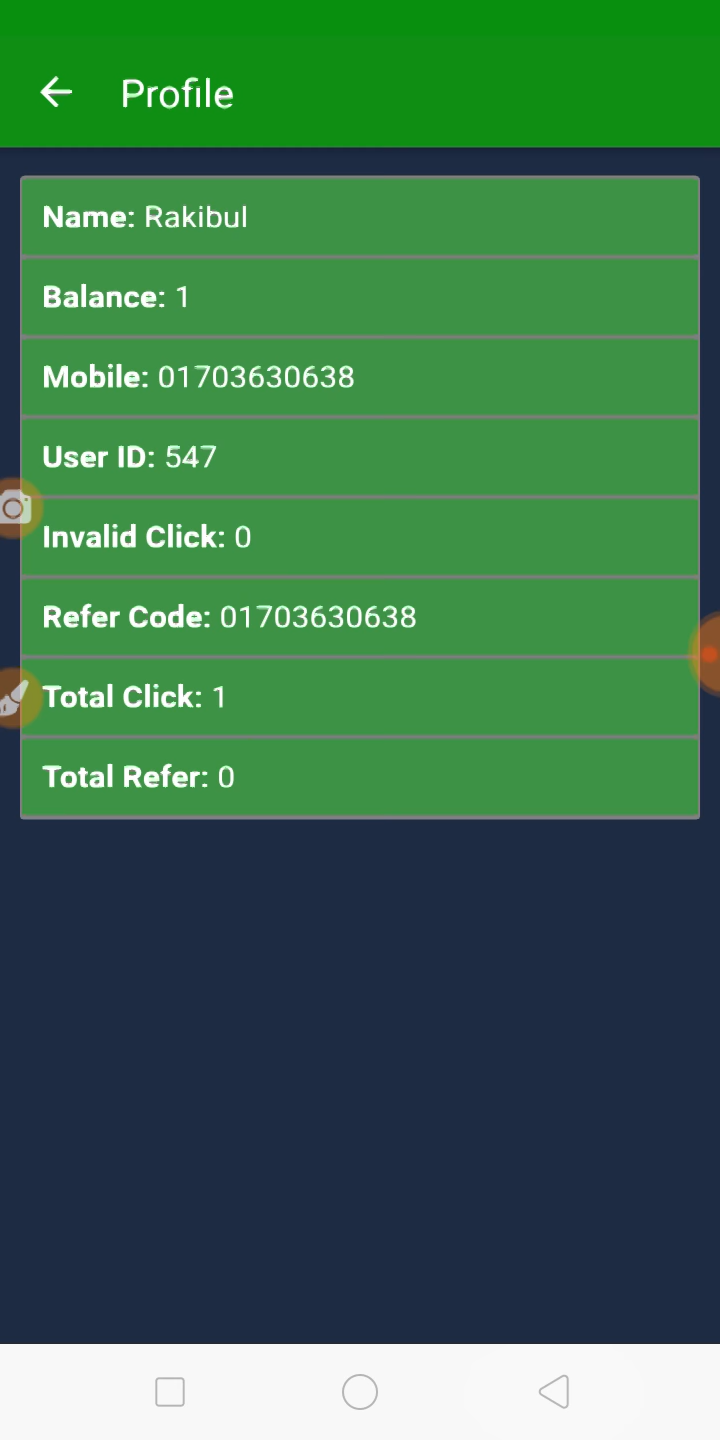 Profile
Name: Rakibul
Balance: 1
Mobile: 01703630638
User ID: 547
Invalid Click: 0
Refer Code: 01703630638
Total Click: 1
Total Refer: 0